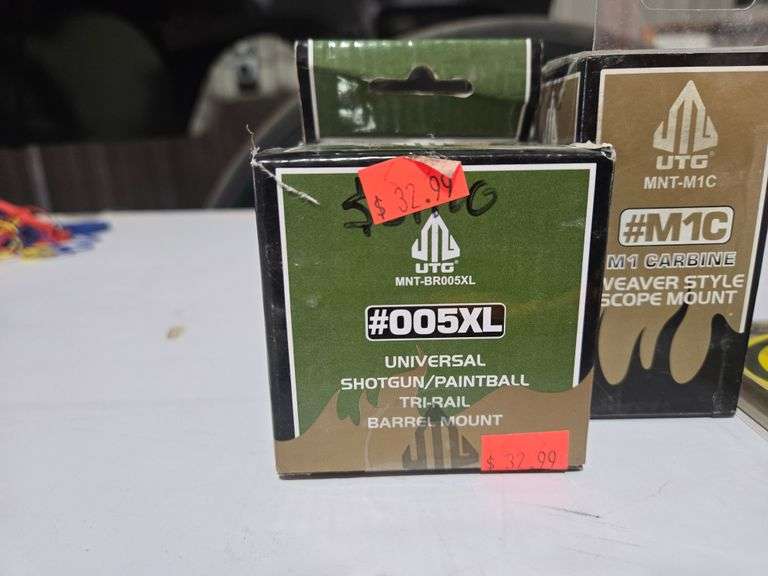 $ 32.99
UTG
MNT-BR005XL
#005XL
UNIVERSAL
SHOTGUN/PAINTBALL
TRI-RAIL
BARREL MOUNT
UTG
$ 32.99
UTG
MNT-M1C
#M1C
M1 CARBINE
WEAVER STYLE
SCOPE MOUNT